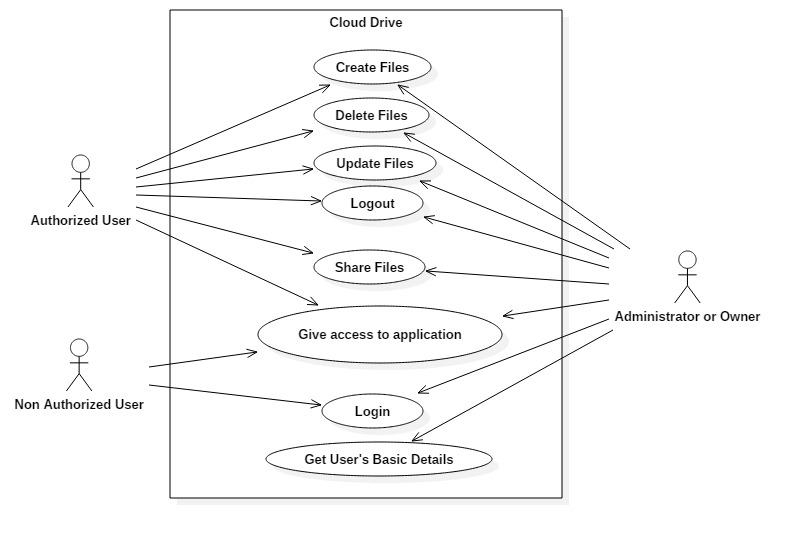 Cloud Drive
Create Files
Delete Files
Update Files
Logout
Authorized User
Share Files
Administrator or Owner
Give access to application
Non Authorized User
Login
Get User's Basic Details